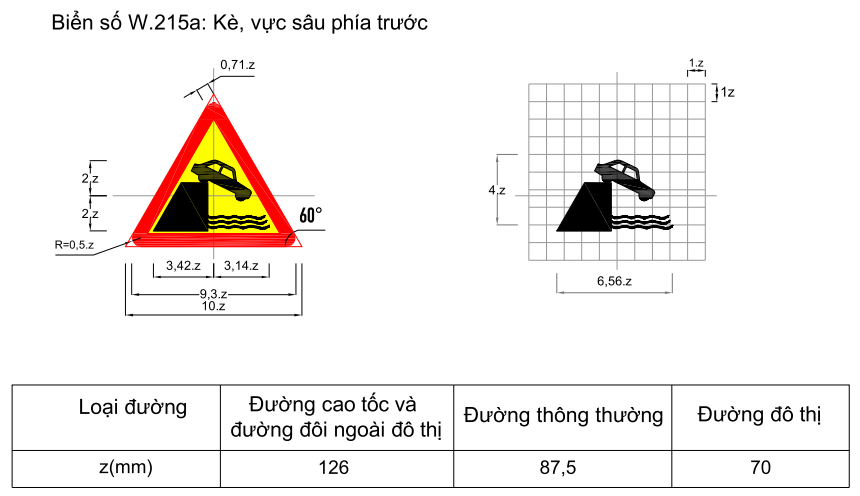 Biển số W.215a: Kè, vực sâu phía trước
0,71.z
1.z
1z
2.z
2.z
4.z
60°
R=0,5.z
3,42.z 3,14.z
9,3.z
10.z
6,56.z
Loại đường
Đường cao tốc và
đường đôi ngoài đô thị
Đường thông thường
Đường đô thị
z(mm) 126 87,5 70